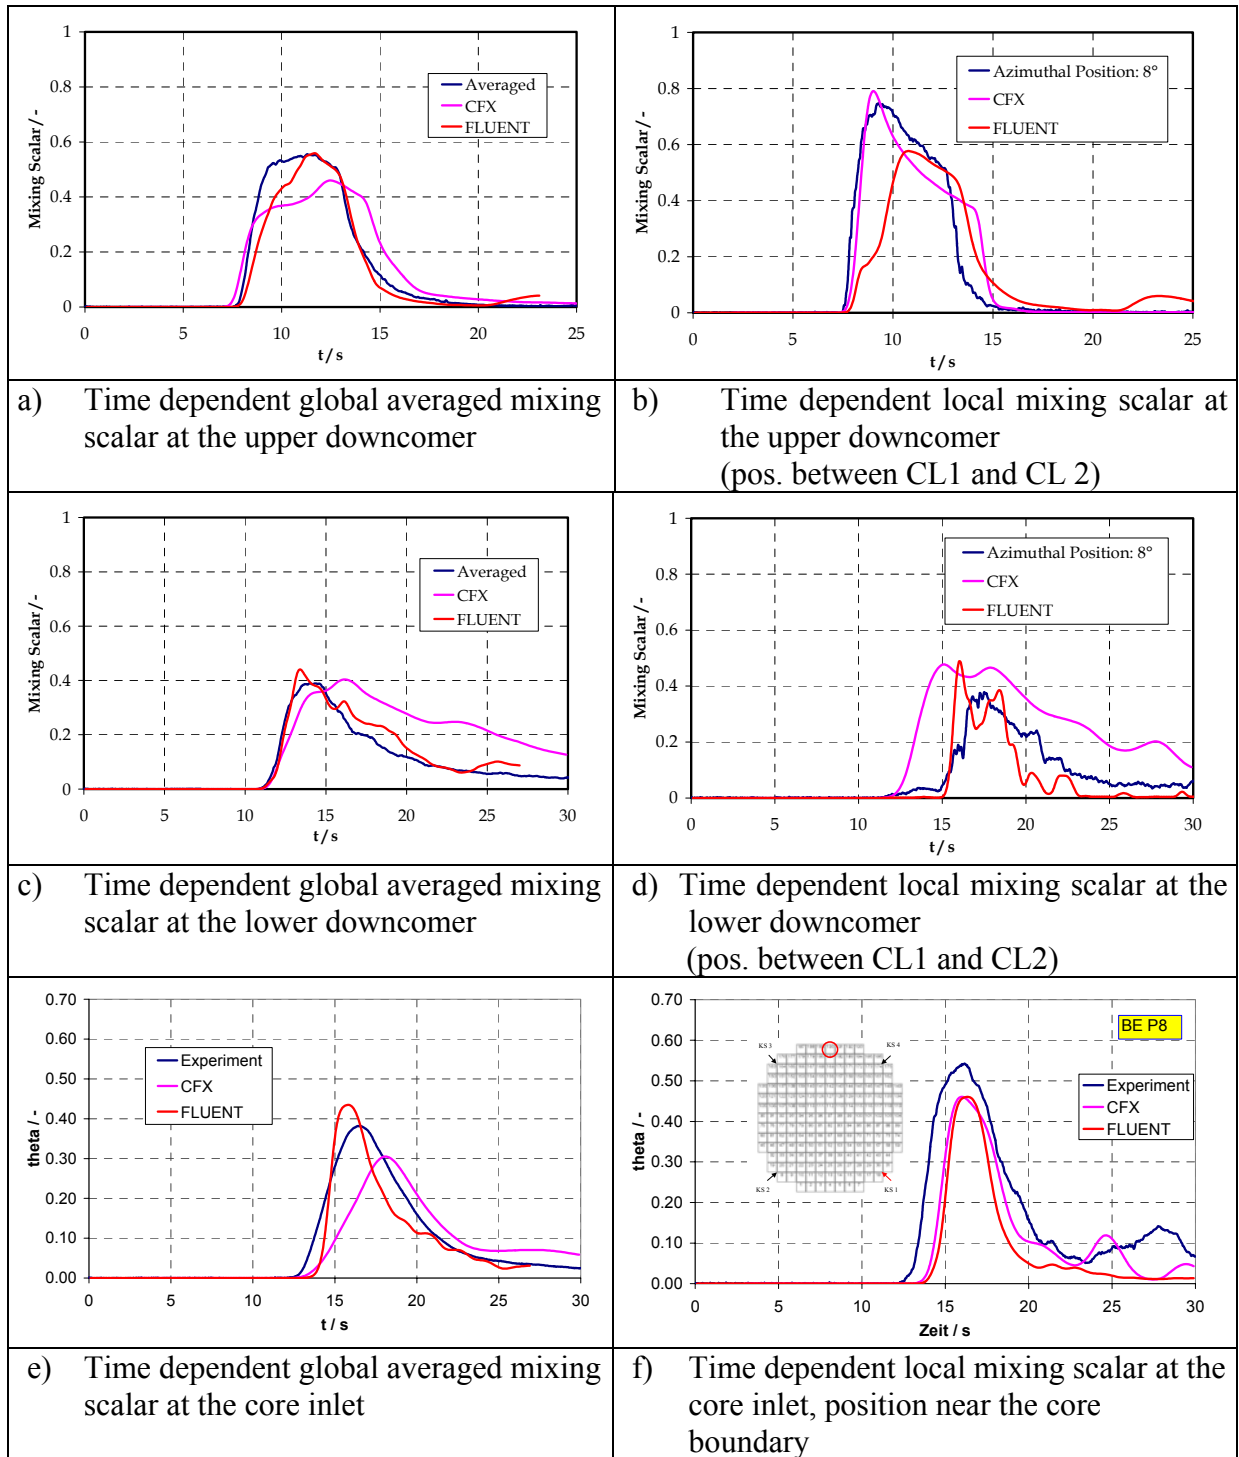 1
0.8
0.6
0.4
0.2
0
Mixing Scalar / -
Averaged
CFX
FLUENT
0 5 10 15 20 25
t / s
1
0.8
0.6
0.4
0.2
0
Mixing Scalar / -
Azimuthal Position: 8°
CFX
FLUENT
0 5 10 15 20 25
t / s
a) Time dependent global averaged mixing
scalar at the upper downcomer
b) Time dependent local mixing scalar at
the upper downcomer
(pos. between CL1 and CL 2)
1
0.8
0.6
0.4
0.2
0
Mixing Scalar / -
Averaged
CFX
FLUENT
0 5 10 15 20 25 30
t / s
1
0.8
0.6
0.4
0.2
0
Mixing Scalar / -
Azimuthal Position: 8°
CFX
FLUENT
0 5 10 15 20 25 30
t / s
c) Time dependent global averaged mixing
scalar at the lower downcomer
d) Time dependent local mixing scalar at the
lower downcomer
(pos. between CL1 and CL2)
0.70
0.60
0.50
0.40
0.30
0.20
0.10
0.00
theta / -
Experiment
CFX
FLUENT
0 5 10 15 20 25 30
t / s
0.70
0.60
0.50
0.40
0.30
0.20
0.10
0.00
theta / -
BE P8
KS 3
KS 4
KS 2
KS 1
Experiment
CFX
FLUENT
0 5 10 15 20 25 30
Zeit / s
e) Time dependent global averaged mixing
scalar at the core inlet
f) Time dependent local mixing scalar at the
core inlet, position near the core
boundary